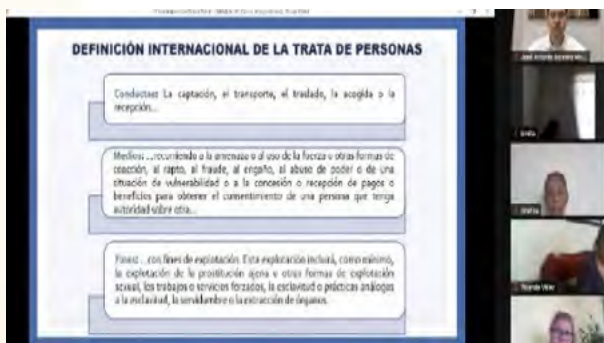 DEFINICIÓN INTERNACIONAL DE LA TRATA DE PERSONAS
Conductas: La captación, el transporte, el traslado, la acogida o la
recepción...
Medios: ...recurriendo a la amenaza o al uso de la fuerza u otras formas de
coacción, al rapto, al fraude, al engaño, al abuso de poder o de una
situación de vulnerabilidad o a la concesión o recepción de pagos o
beneficios para obtener el consentimiento de una persona que tenga
autoridad sobre otra...
Fines: ...con fines de explotación. Esta explotación incluirá, como mínimo,
la explotación de la prostitución ajena u otras formas de explotación
sexual, los trabajos o servicios forzados, la esclavitud o prácticas análogas
a la esclavitud, la servidumbre o la extracción de órganos.